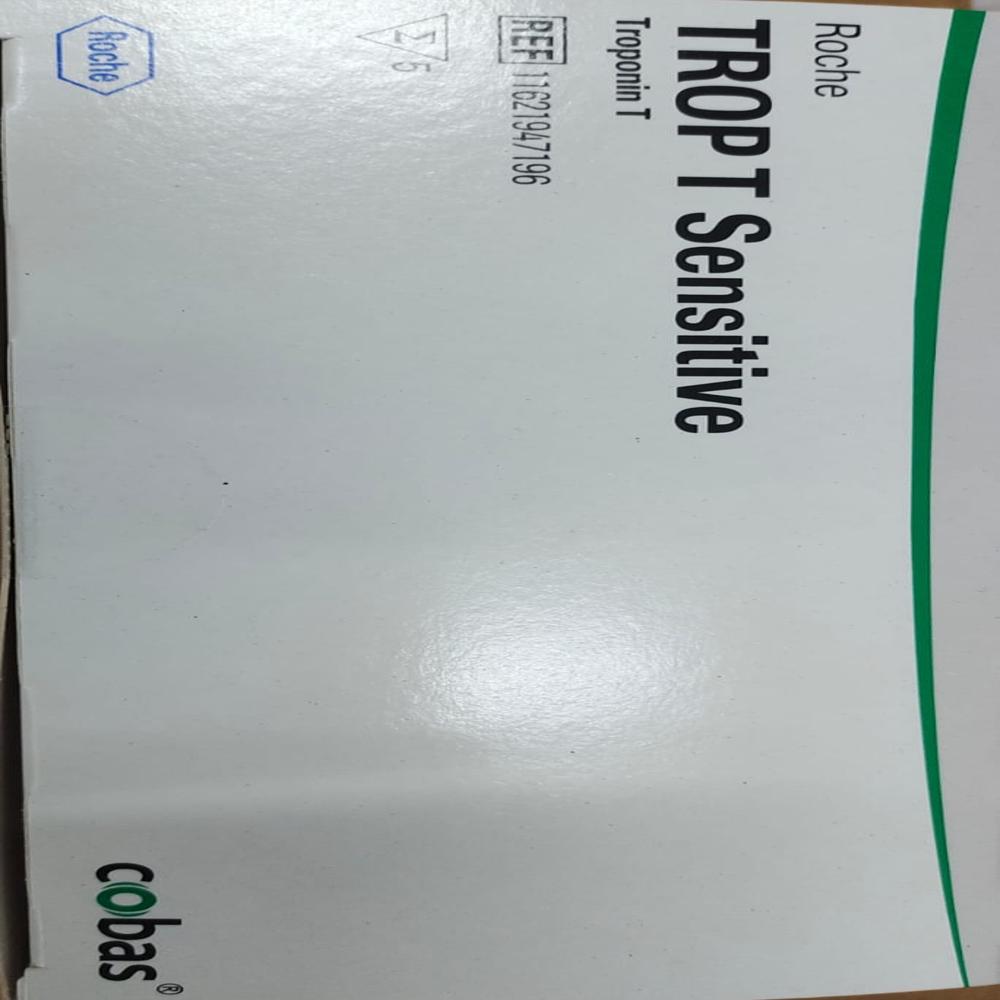 Roche
TROP T Sensitive
Troponin T
REF 11621947196
Σ 5
Roche
cobas®